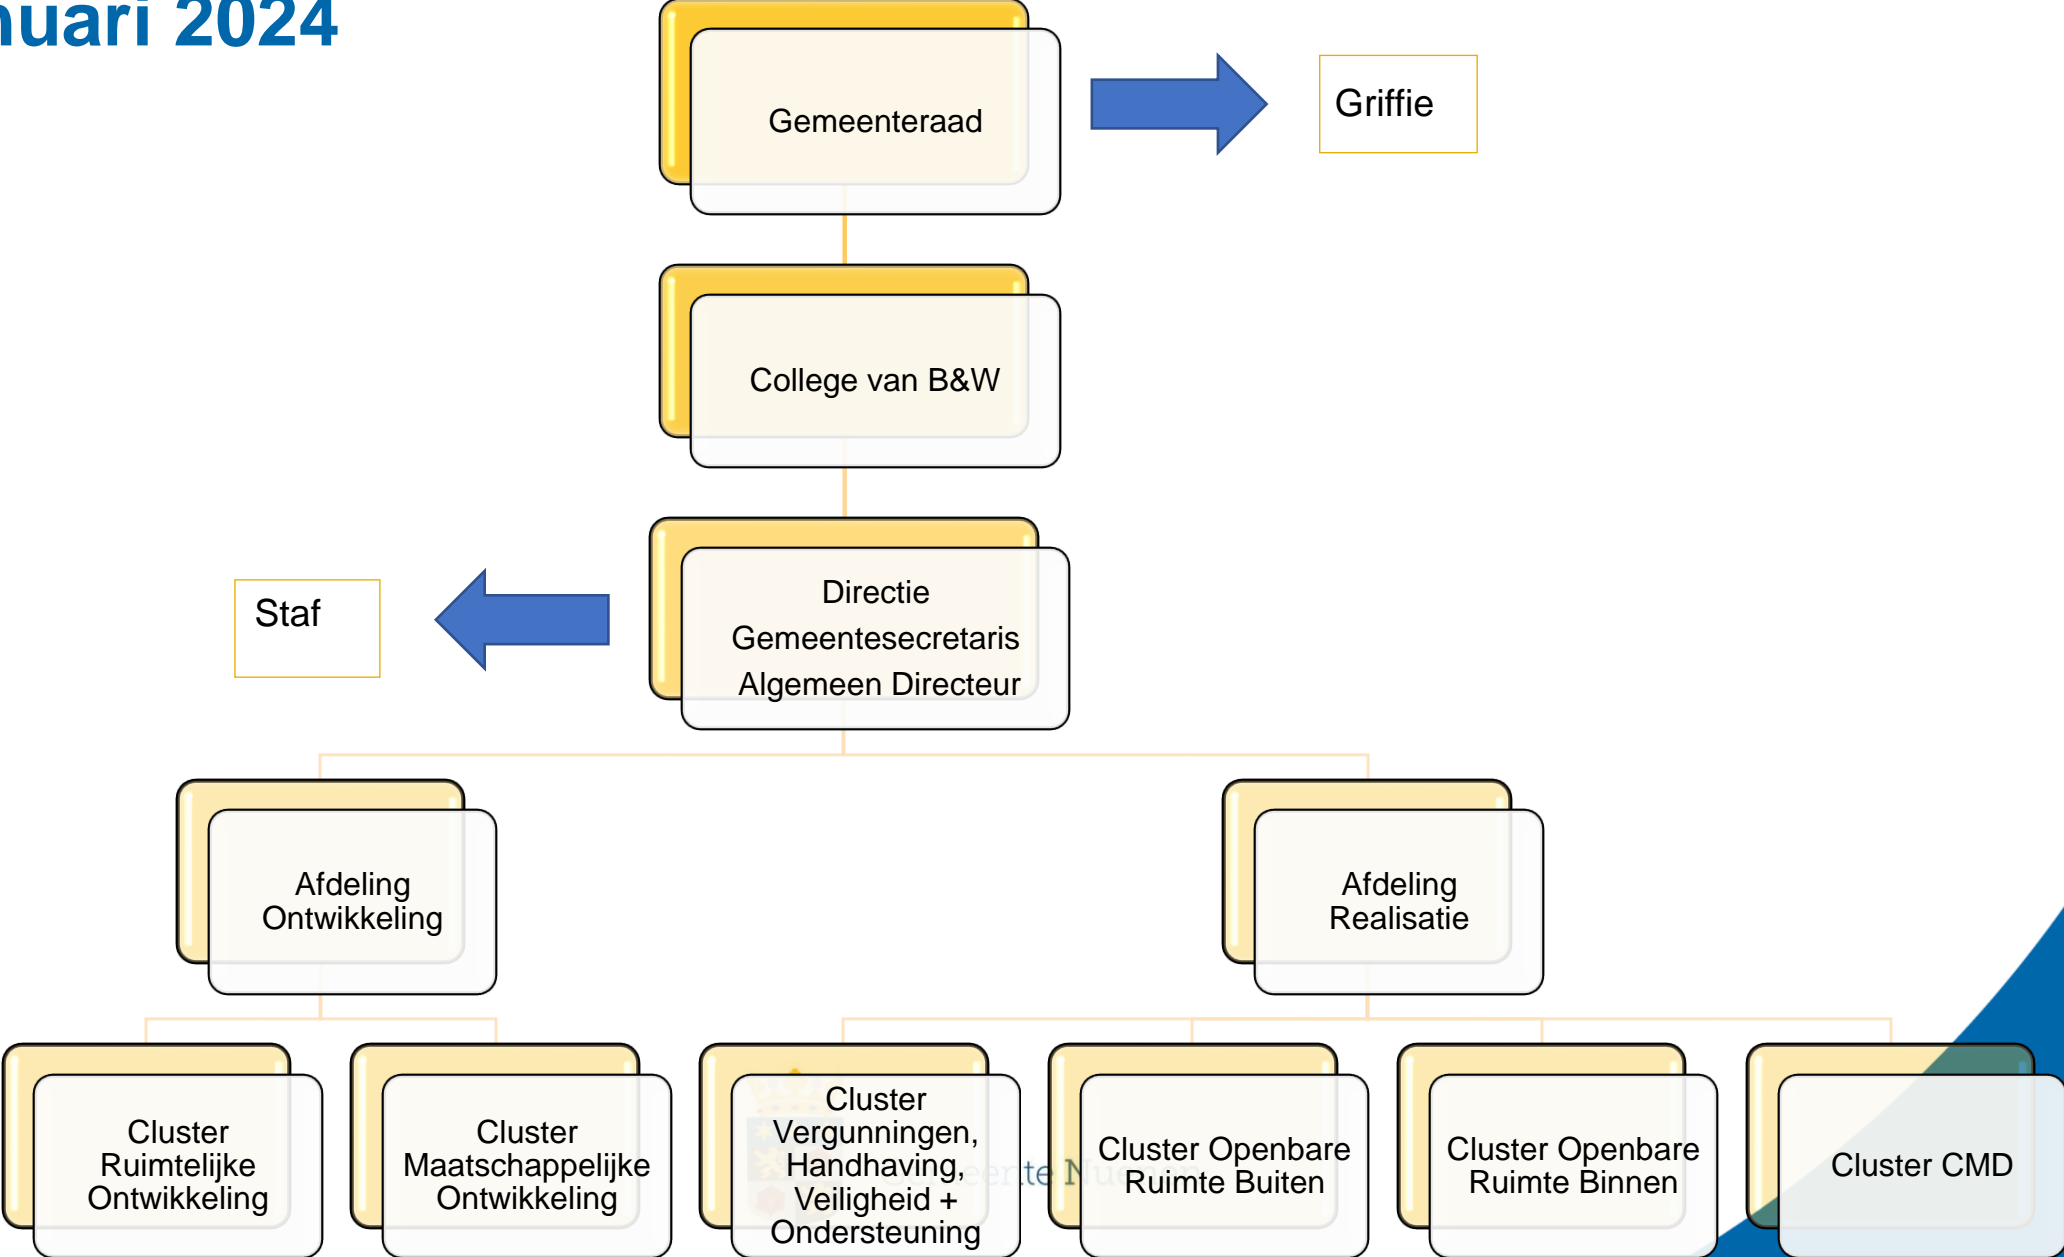 nuari 2024
Gemeenteraad
Griffie
College van B&W
Directie
Gemeentesecretaris
Algemeen Directeur
Staf
Afdeling
Ontwikkeling
Afdeling
Realisatie
Cluster
Ruimtelijke
Ontwikkeling
Cluster
Maatschappelijke
Ontwikkeling
Cluster
Vergunningen,
Handhaving,
Veiligheid +
Ondersteuning
Cluster Openbare
Ruimte Buiten
Cluster Openbare
Ruimte Binnen
Cluster CMD